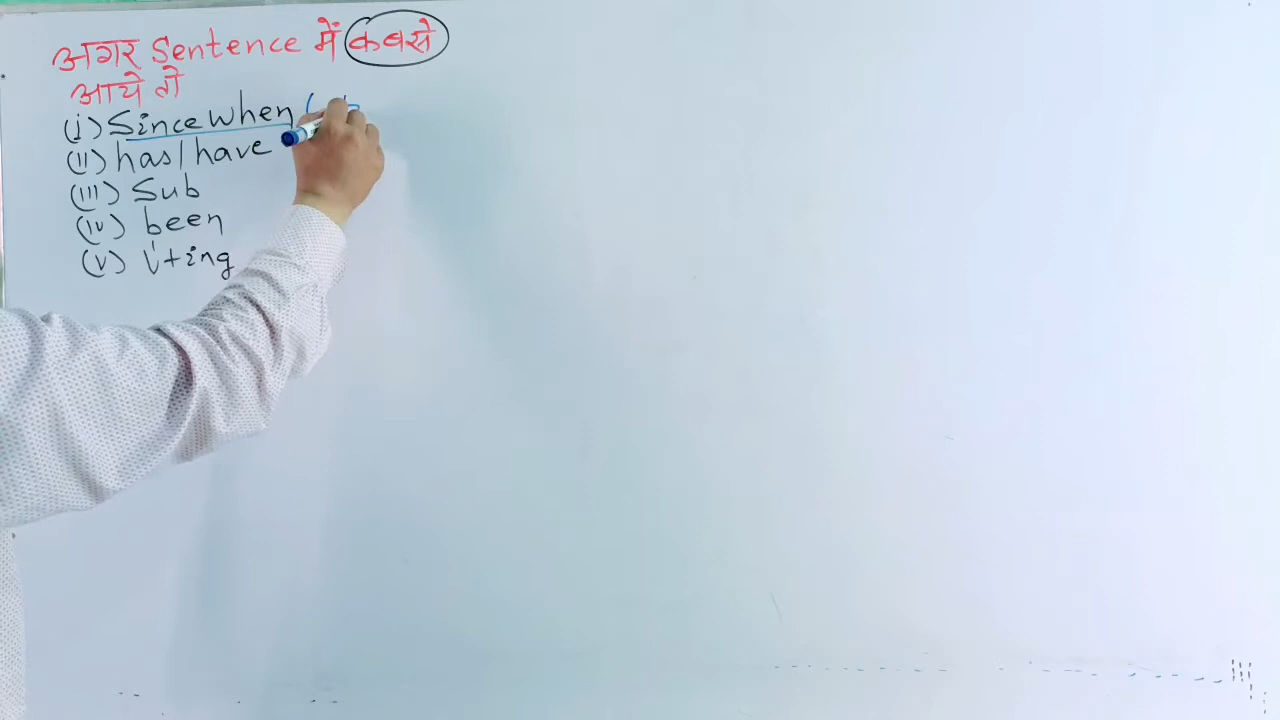 अगर Sentence में कबसे
आये तो
(i) Since when (
(ii) has/have
(iii) Sub
(iv) been
(v) V+ing